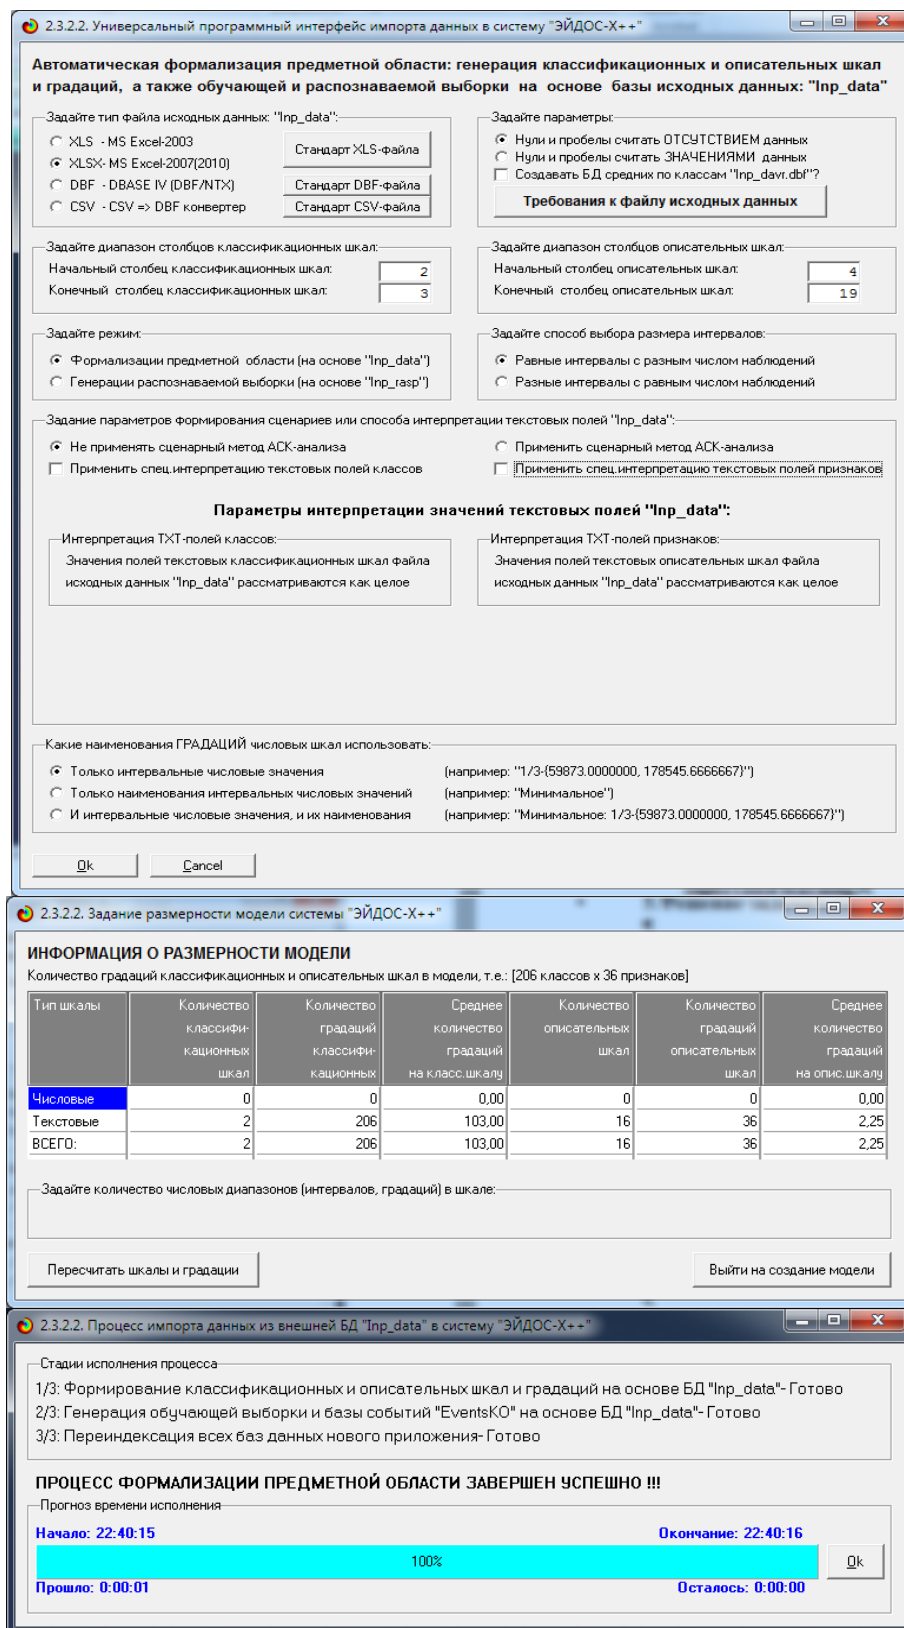 2.3.2.2. Универсальный программный интерфейс импорта данных в систему "ЭЙДОС-X++"
Автоматическая формализация предметной области: генерация классификационных и описательных шкал
и градаций, а также обучающей и распознаваемой выборки на основе базы исходных данных: "Inp_data"
Задайте тип файла исходных данных: "Inp_data":
XLS - MS Excel-2003
XLSX- MS Excel-2007(2010)
DBF - DBASE IV (DBF/NTX)
CSV - CSV => DBF конвертер
Стандарт XLS-файла
Стандарт DBF-файла
Стандарт CSV-файла
Задайте параметры:
Нули и пробелы считать ОТСУТСТВИЕМ данных
Нули и пробелы считать ЗНАЧЕНИЯМИ данных
Создавать БД средних по классам "Inp_davr.dbf"?
Требования к файлу исходных данных
Задайте диапазон столбцов классификационных шкал:
Начальный столбец классификационных шкал: 2
Конечный столбец классификационных шкал: 3
Задайте диапазон столбцов описательных шкал:
Начальный столбец описательных шкал: 4
Конечный столбец описательных шкал: 19
Задайте режим:
Формализации предметной области (на основе "Inp_data")
Генерации распознаваемой выборки (на основе "Inp_rasp")
Задайте способ выбора размера интервалов:
Равные интервалы с разным числом наблюдений
Разные интервалы с равным числом наблюдений
Задание параметров формирования сценариев или способа интерпретации текстовых полей "Inp_data":
Не применять сценарный метод АСК-анализа
Применить спец.интерпретацию текстовых полей классов
Применить сценарный метод АСК-анализа
Применить спец.интерпретацию текстовых полей признаков
Параметры интерпретации значений текстовых полей "Inp_data":
Интерпретация TXT-полей классов:
Значения полей текстовых классификационных шкал файла
исходных данных "Inp_data" рассматриваются как целое
Интерпретация TXT-полей признаков:
Значения полей текстовых описательных шкал файла
исходных данных "Inp_data" рассматриваются как целое
Какие наименования ГРАДАЦИЙ числовых шкал использовать:
Только интервальные числовые значения (например: "1/3-{59873.0000000, 178545.6666667}")
Только наименования интервальных числовых значений (например: "Минимальное")
И интервальные числовые значения, и их наименования (например: "Минимальное: 1/3-{59873.0000000, 178545.6666667}")
Ok Cancel
2.3.2.2. Задание размерности модели системы "ЭЙДОС-X++"
ИНФОРМАЦИЯ О РАЗМЕРНОСТИ МОДЕЛИ
Количество градаций классификационных и описательных шкал в модели, т.е.: [206 классов x 36 признаков]
Тип шкалы Количество Количество Среднее Количество Количество Среднее
классифи- градаций количество описательных градаций количество
кационных классифи- градаций шкал описательных градаций
шкал кационных на класс.шкалу шкал на опис.шкалу
Числовые 0 0 0,00 0 0 0,00
Текстовые 2 206 103,00 16 36 2,25
ВСЕГО: 2 206 103,00 16 36 2,25
Задайте количество числовых диапазонов (интервалов, градаций) в шкале:
Пересчитать шкалы и градации Выйти на создание модели
2.3.2.2. Процесс импорта данных из внешней БД "Inp_data" в систему "ЭЙДОС-X++"
Стадии исполнения процесса
1/3: Формирование классификационных и описательных шкал и градаций на основе БД "Inp_data"- Готово
2/3: Генерация обучающей выборки и базы событий "EventsKO" на основе БД "Inp_data"- Готово
3/3: Переиндексация всех баз данных нового приложения- Готово
ПРОЦЕСС ФОРМАЛИЗАЦИИ ПРЕДМЕТНОЙ ОБЛАСТИ ЗАВЕРШЕН УСПЕШНО !!!
Прогноз времени исполнения
Начало: 22:40:15 Окончание: 22:40:16
100% Ok
Прошло: 0:00:01 Осталось: 0:00:00